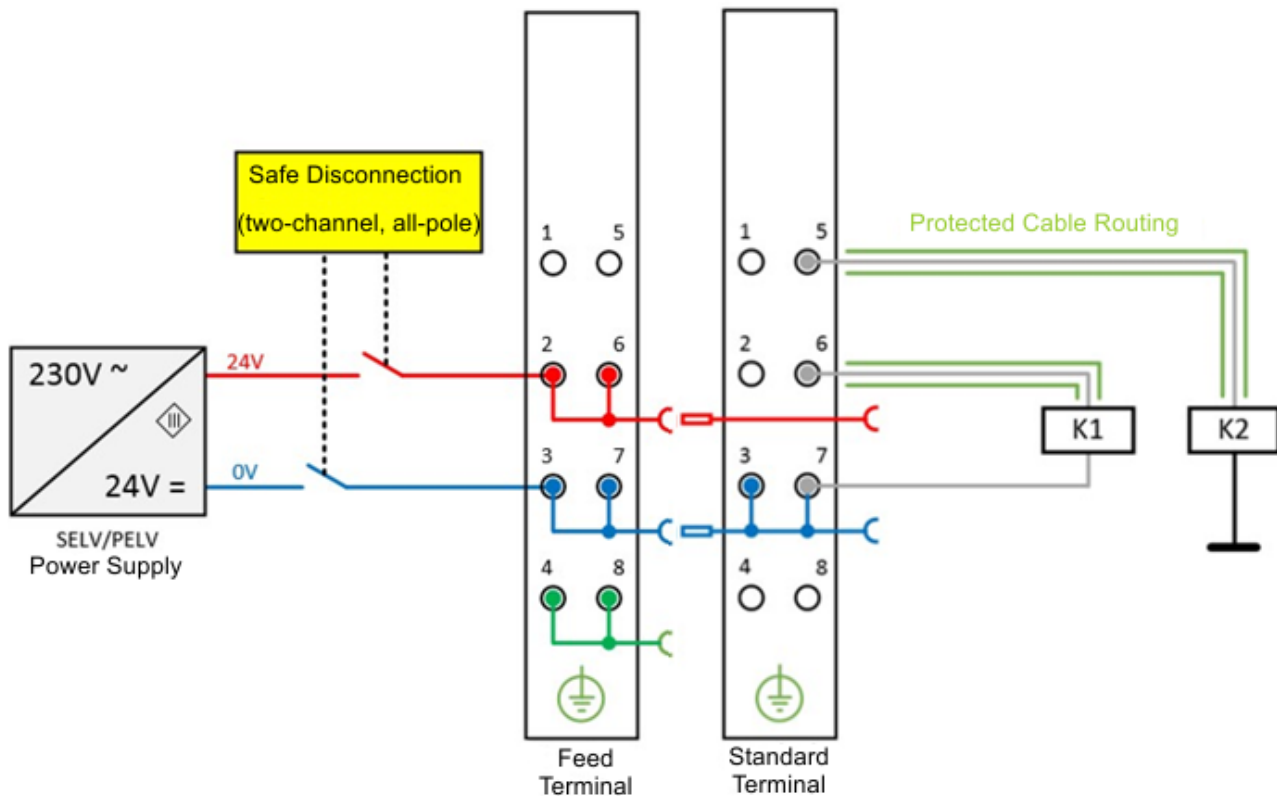 Safe Disconnection
(two-channel, all-pole)
1 5
1 5
Protected Cable Routing
2 6
2 6
230V ~
24V
III
24V =
0V
K1
K2
3 7
3 7
SELV/PELV
Power Supply
4 8
4 8
Feed
Terminal
Standard
Terminal